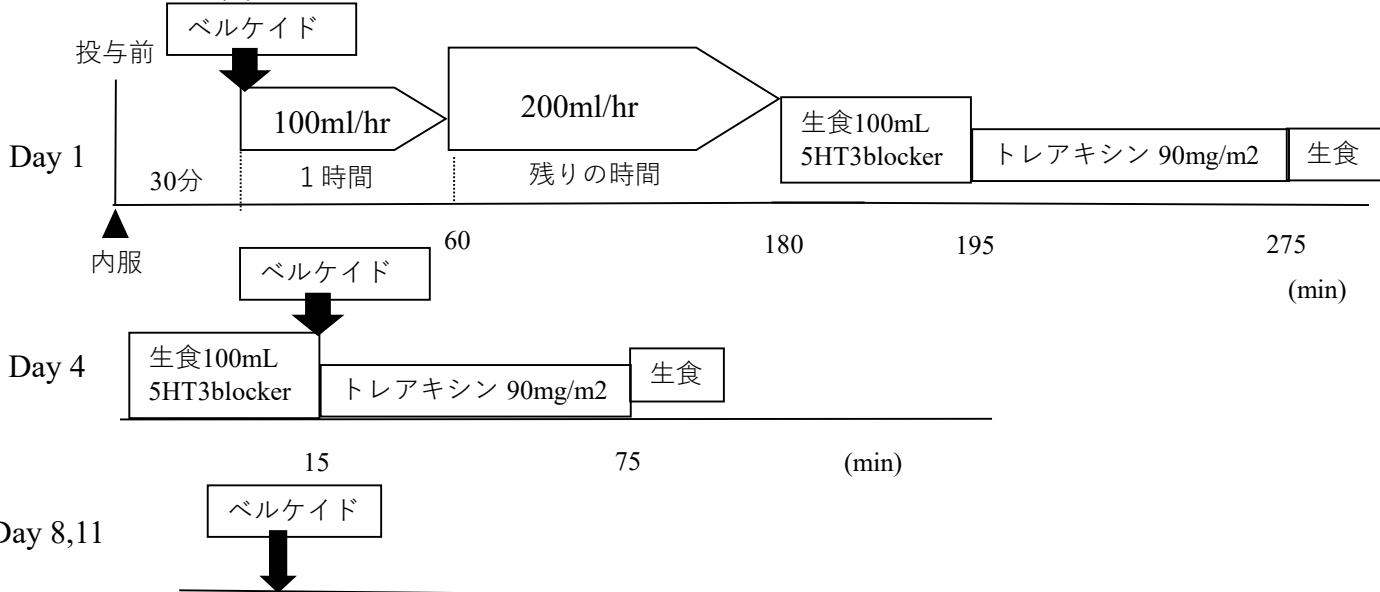 ベルケイド
投与前
100ml/hr
200ml/hr
生食100mL
5HT3blocker
トレアキシン 90mg/m2
生食
Day 1
30分
１時間
残りの時間
内服
60
180
195
275
(min)
ベルケイド
Day 4
生食100mL
5HT3blocker
トレアキシン 90mg/m2
生食
15
75
(min)
ベルケイド
Day 8,11